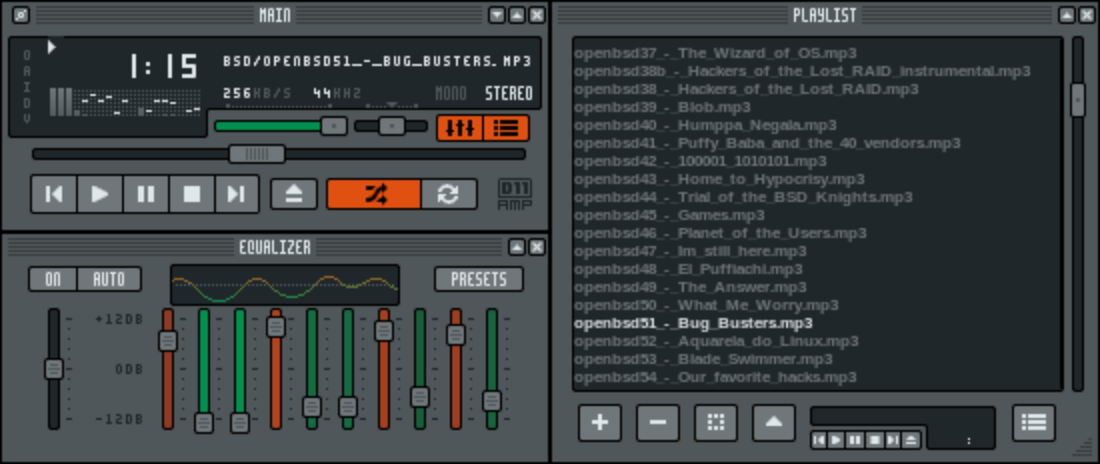 MAIN
O
A
I
D
V
1:15
BSD/OPENBSD51_-_BUG_BUSTERS. MP3
256KB/S 44KHZ MONO STEREO
D11
AMP
EQUALIZER
ON AUTO PRESETS
+12DB
0DB
-12DB
PLAYLIST
openbsd37_-_The_Wizard_of_OS.mp3
openbsd38b_-_Hackers_of_the_Lost_RAID_instrumental.mp3
openbsd38_-_Hackers_of_the_Lost_RAID.mp3
openbsd39_-_Blob.mp3
openbsd40_-_Humppa_Negala.mp3
openbsd41_-_Puffy_Baba_and_the_40_vendors.mp3
openbsd42_-_100001_1010101.mp3
openbsd43_-_Home_to_Hypocrisy.mp3
openbsd44_-_Trial_of_the_BSD_Knights.mp3
openbsd45_-_Games.mp3
openbsd46_-_Planet_of_the_Users.mp3
openbsd47_-_Im_still_here.mp3
openbsd48_-_El_Puffiachi.mp3
openbsd49_-_The_Answer.mp3
openbsd50_-_What_Me_Worry.mp3
openbsd51_-_Bug_Busters.mp3
openbsd52_-_Aquarela_do_Linux.mp3
openbsd53_-_Blade_Swimmer.mp3
openbsd54_-_Our_favorite_hacks.mp3
: